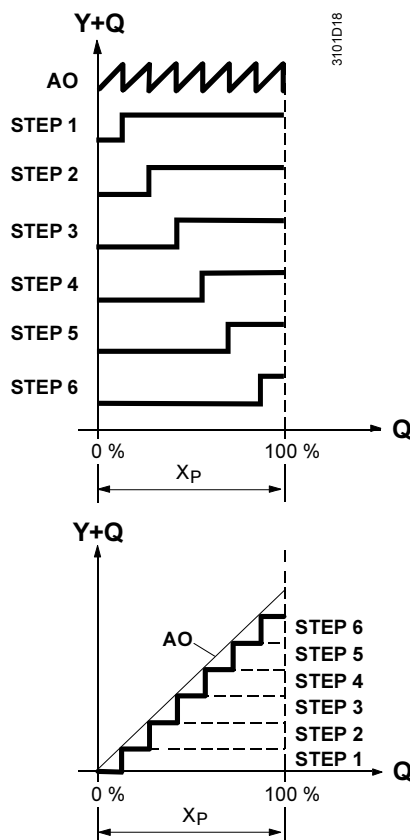 Y+Q
3101D18
AO
STEP 1
STEP 2
STEP 3
STEP 4
STEP 5
STEP 6
Q
0 % 100 %
XP
Y+Q
AO
STEP 6
STEP 5
STEP 4
STEP 3
STEP 2
STEP 1
Q
0 % 100 %
XP